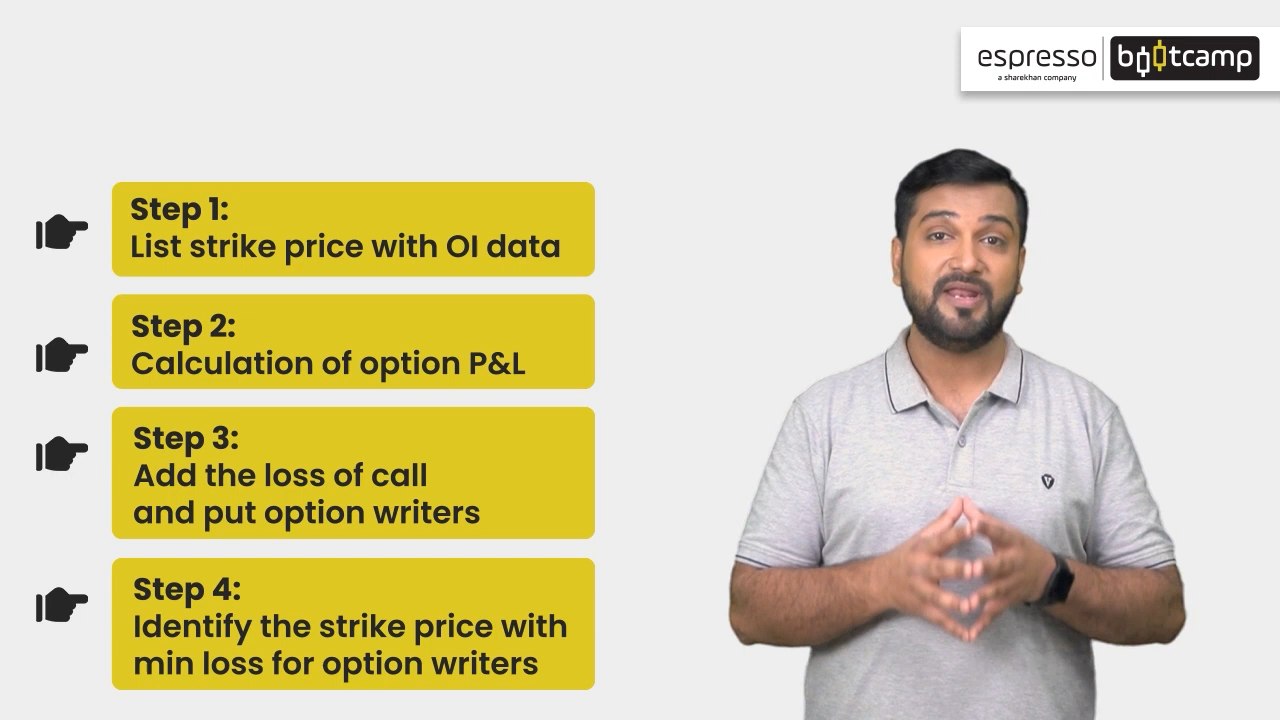 espresso
a sharekhan company
bootcamp
Step 1:
List strike price with OI data
Step 2:
Calculation of option P&L
Step 3:
Add the loss of call
and put option writers
Step 4:
Identify the strike price with
min loss for option writers
V